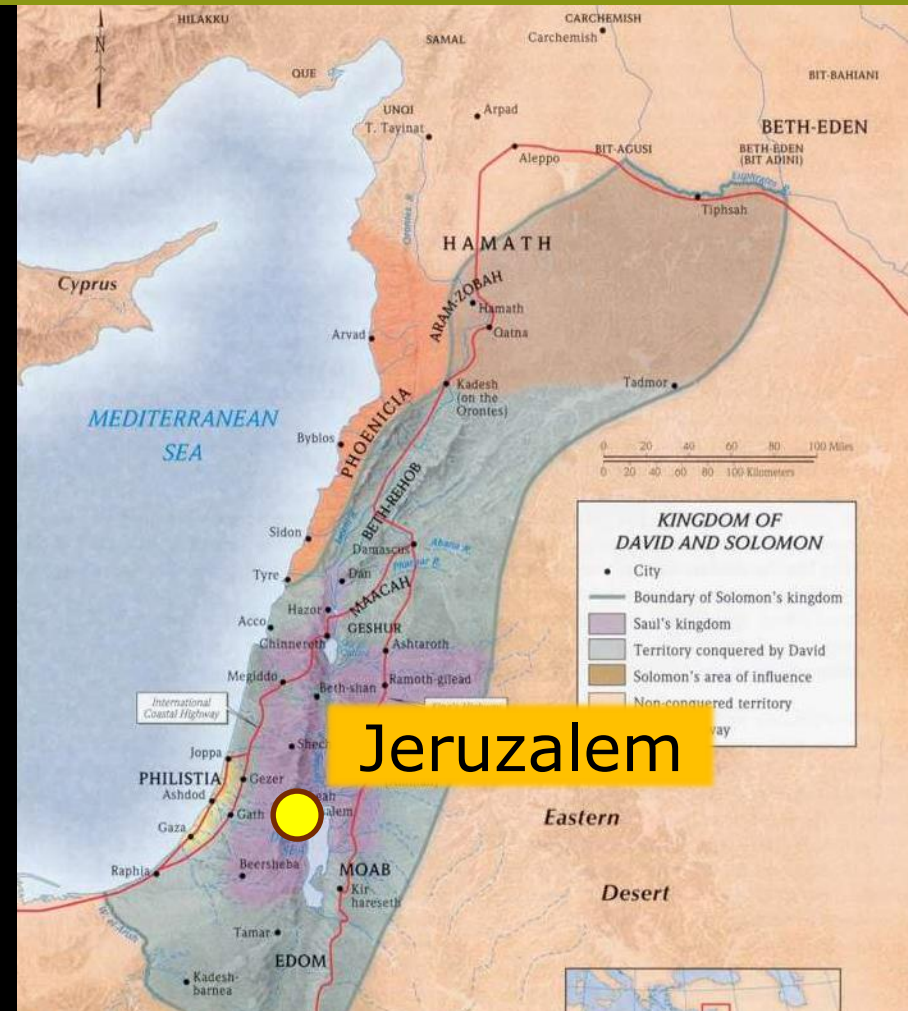 HILAKKU
CARCHEMISH
Carchemish
N
SAMAL
QUE
BIT-BAHIANI
UNQI
Arpad
T. Tayinat
BETH-EDEN
Aleppo
BIT-AGUSI
BETH-EDEN
(BIT ADINI)
Euphrates R.
Tiphsah
Orontes R.
HAMATH
Cyprus
ARAM-ZOBAH
Hamath
Arvad
Qatna
Kadesh
(on the
Orontes)
Tadmor
MEDITERRANEAN
SEA
PHOENICIA
Byblos
0 20 40 60 80 100 Miles
0 20 40 60 80 100 Kilometers
BETH-REHOB
KINGDOM OF
DAVID AND SOLOMON
Sidon
Damascus
Abana R.
Pharpar R.
City
Tyre
Dan
Boundary of Solomon's kingdom
Hazor
MAACAH
Saul's kingdom
Acco
GESHUR
Chinnereth
Ashtaroth
Territory conquered by David
Megiddo
Ramoth-gilead
Solomon's area of influence
Beth-shan
International
Coastal Highway
Non-conquered territory
Joppa
Jeruzalem
PHILISTIA
Gezer
Ashdod
Gath
Eastern
Gaza
Raphia
Beersheba
MOAB
Kir-
hareseth
Desert
Tamar
EDOM
Kadesh-
barnea